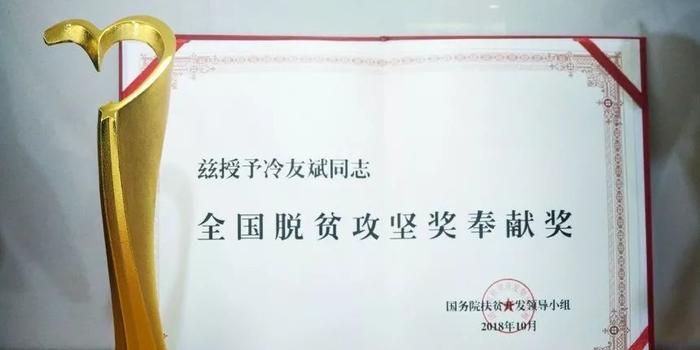 兹授予冷友斌同志
全国脱贫攻坚奖奉献奖
国务院扶贫开发领导小组
2018年10月